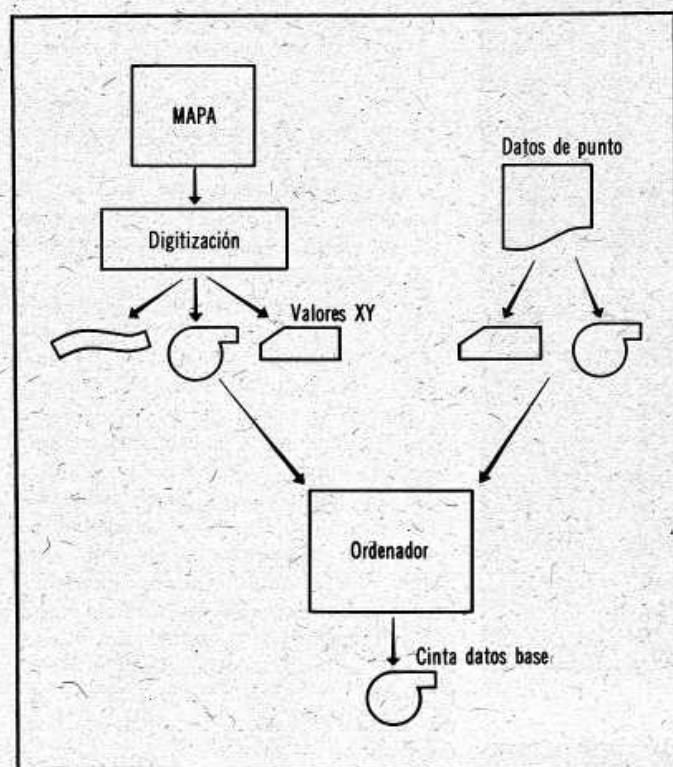 MAPA
Datos de punto
Digitización
Valores XY
Ordenador
Cinta datos base